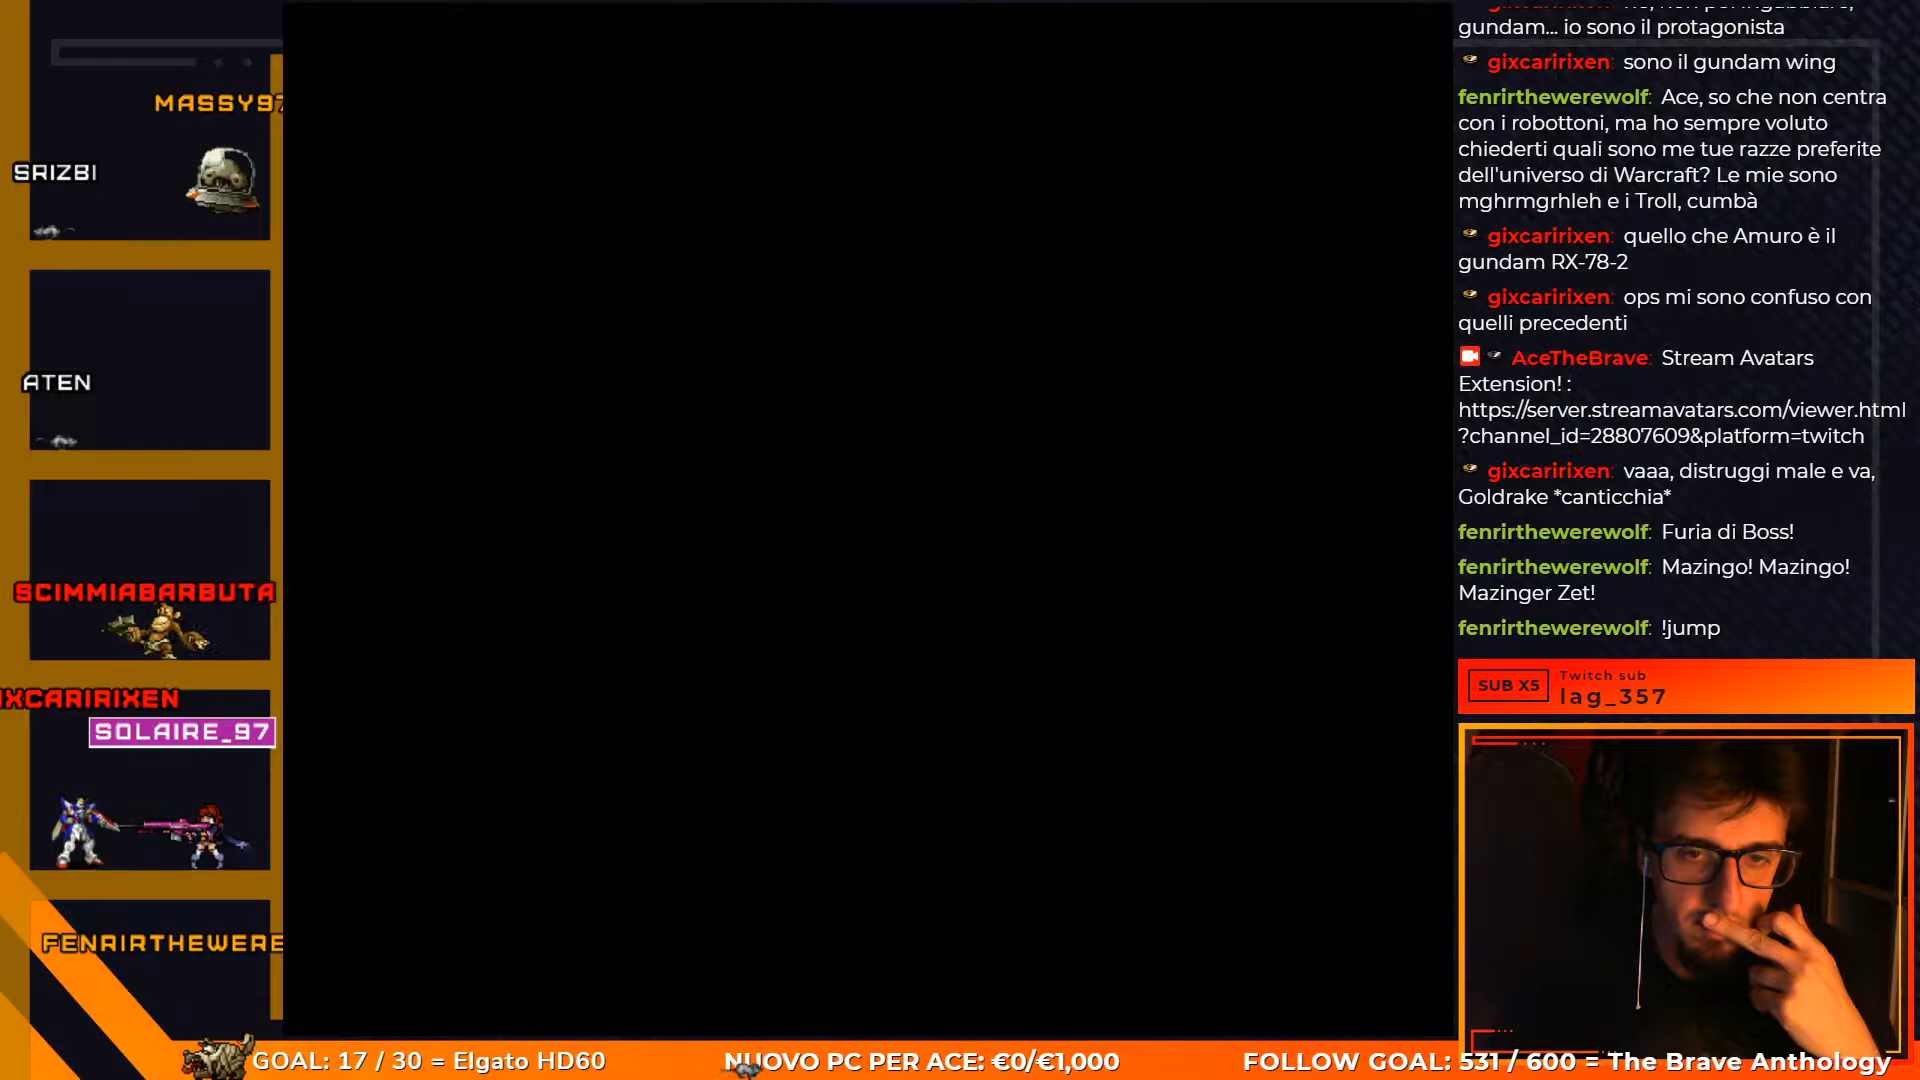 MASSY97
SRIZBI
ATEN
SCIMMIABARBUTA
IXCARIRIXEN
SOLAIRE_97
FENRIRTHEWERE
gundam... io sono il protagonista
gixcaririxen: sono il gundam wing
fenrirthewerewolf: Ace, so che non centra
con i robottoni, ma ho sempre voluto
chiederti quali sono me tue razze preferite
dell'universo di Warcraft? Le mie sono
mghrmgrhleh e i Troll, cumbà
gixcaririxen: quello che Amuro è il
gundam RX-78-2
gixcaririxen: ops mi sono confuso con
quelli precedenti
AceTheBrave: Stream Avatars
Extension! :
https://server.streamavatars.com/viewer.html
?channel_id=28807609&platform=twitch
gixcaririxen: vaaa, distruggi male e va,
Goldrake *canticchia*
fenrirthewerewolf: Furia di Boss!
fenrirthewerewolf: Mazingo! Mazingo!
Mazinger Zet!
fenrirthewerewolf: !jump
SUB X5
Twitch sub
lag_357
GOAL: 17 / 30 = Elgato HD60
NUOVO PC PER ACE: €0/€1,000
FOLLOW GOAL: 531 / 600 = The Brave Anthology